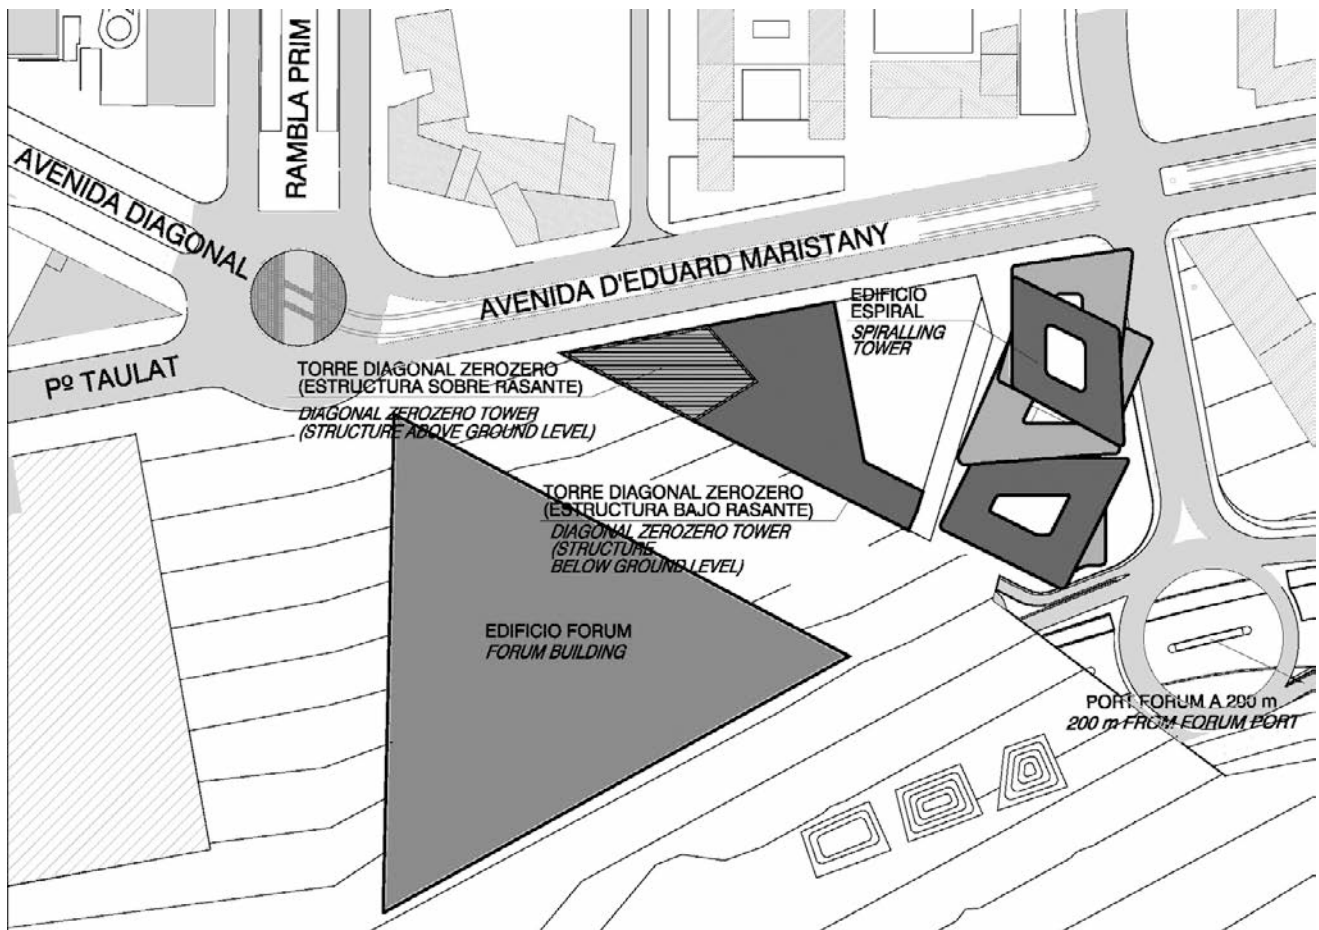 RAMBLA PRIM
AVENIDA DIAGONAL
AVENIDA D'EDUARD MARISTANY
Pº TAULAT
EDIFICIO
ESPIRAL
SPIRALLING
TOWER
TORRE DIAGONAL ZEROZERO
(ESTRUCTURA SOBRE RASANTE)
DIAGONAL ZEROZERO TOWER
(STRUCTURE ABOVE GROUND LEVEL)
TORRE DIAGONAL ZEROZERO
(ESTRUCTURA BAJO RASANTE)
DIAGONAL ZEROZERO TOWER
(STRUCTURE
BELOW GROUND LEVEL)
EDIFICIO FORUM
FORUM BUILDING
PORT FORUM A 200 m
200 m FROM FORUM PORT